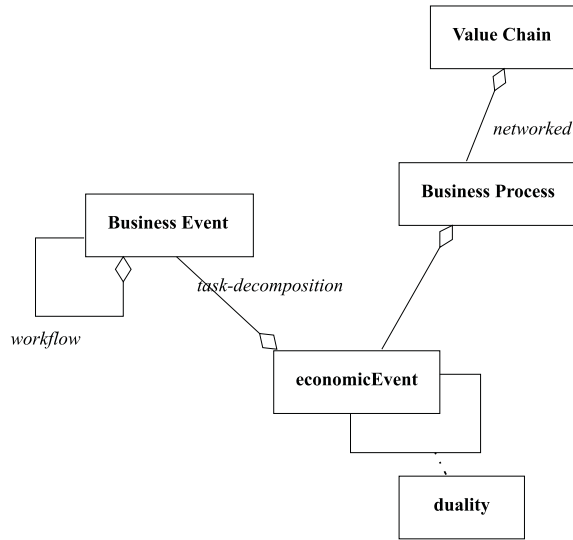 Value Chain
networked
Business Process
Business Event
task-decomposition
workflow
economicEvent
duality